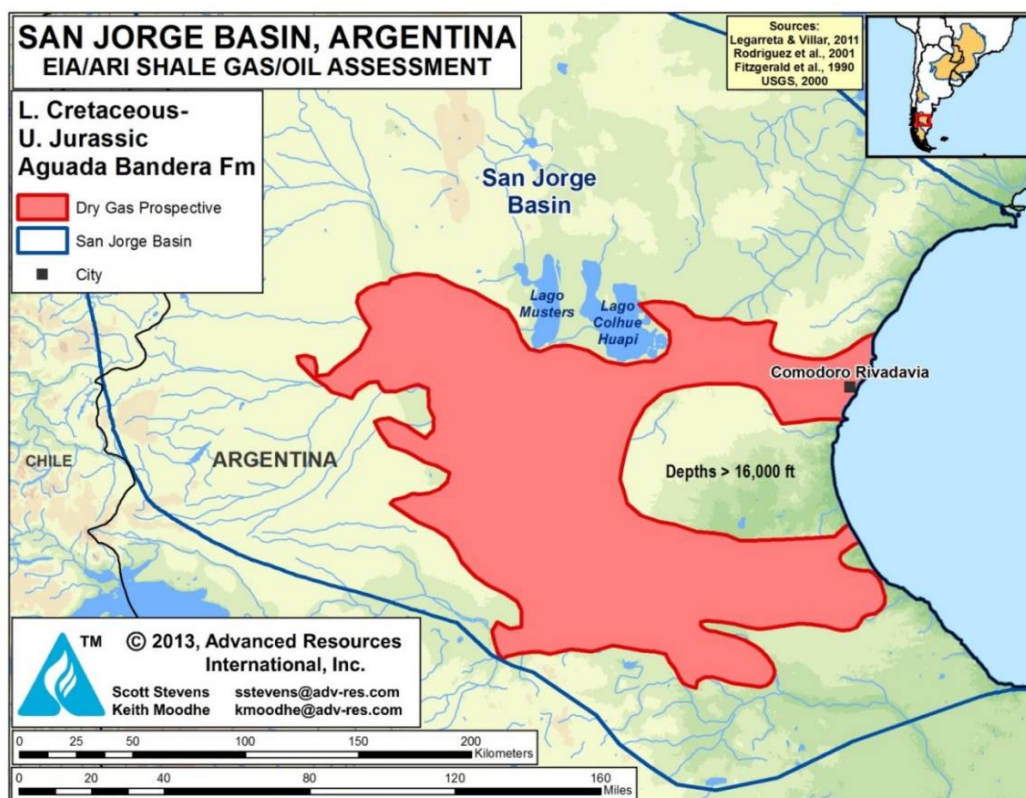 SAN JORGE BASIN, ARGENTINA
EIA/ARI SHALE GAS/OIL ASSESSMENT
Sources:
Legarreta & Villar, 2011
Rodriguez et al., 2001
Fitzgerald et al., 1990
USGS, 2000
L. Cretaceous-
U. Jurassic
Aguada Bandera Fm
Dry Gas Prospective
San Jorge Basin
City
San Jorge
Basin
Lago
Musters
Lago
Colhue
Huapi
Comodoro Rivadavia
CHILE
ARGENTINA
Depths > 16,000 ft
TM
© 2013, Advanced Resources
International, Inc.
Scott Stevens sstevens@adv-res.com
Keith Moodhe kmoodhe@adv-res.com
0 25 50 100 150 200
Kilometers
0 20 40 80 120 160
Miles